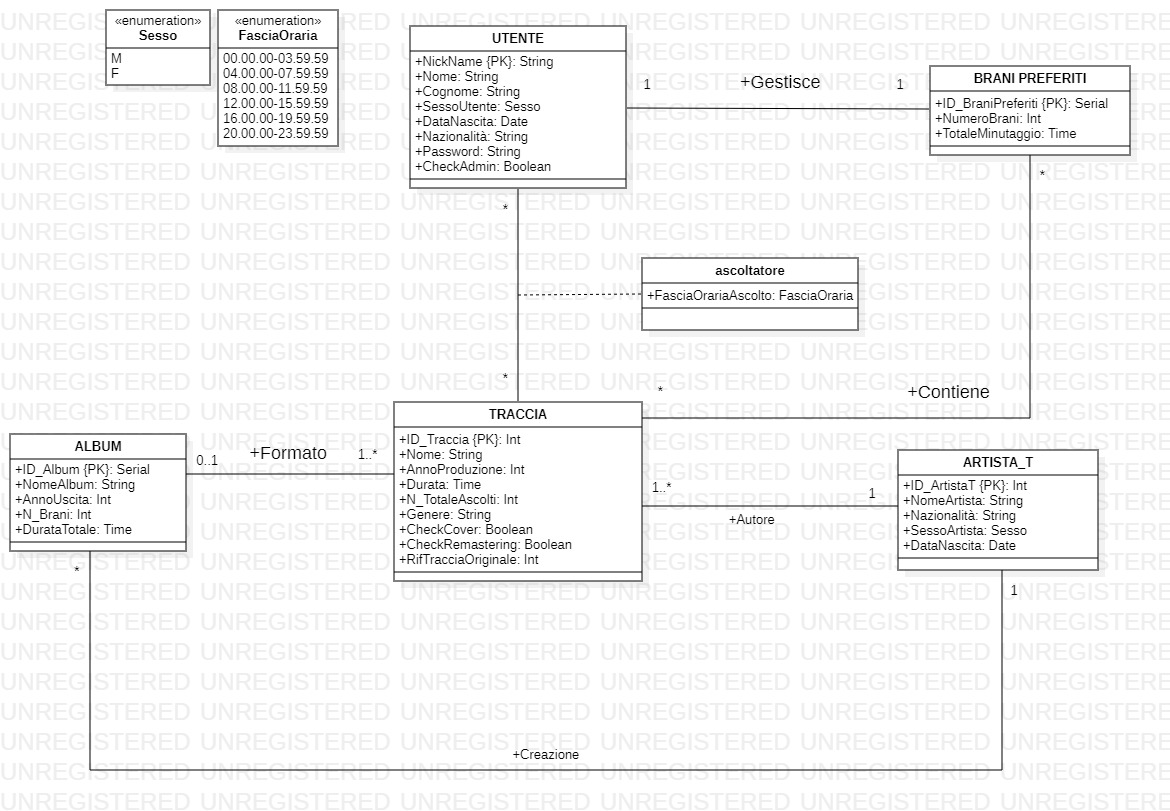 «enumeration»
Sesso
M
F
«enumeration»
FasciaOraria
00.00.00-03.59.59
04.00.00-07.59.59
08.00.00-11.59.59
12.00.00-15.59.59
16.00.00-19.59.59
20.00.00-23.59.59
UTENTE
+NickName {PK}: String
+Nome: String
+Cognome: String
+SessoUtente: Sesso
+DataNascita: Date
+Nazionalità: String
+Password: String
+CheckAdmin: Boolean
1
+Gestisce
1
BRANI PREFERITI
+ID_BraniPreferiti {PK}: Serial
+NumeroBrani: Int
+TotaleMinutaggio: Time
*
*
ascoltatore
+FasciaOrariaAscolto: FasciaOraria
*
*
+Contiene
TRACCIA
+ID_Traccia {PK}: Int
+Nome: String
+AnnoProduzione: Int
+Durata: Time
+N_TotaleAscolti: Int
+Genere: String
+CheckCover: Boolean
+CheckRemastering: Boolean
+RifTracciaOriginale: Int
ALBUM
+ID_Album {PK}: Serial
+NomeAlbum: String
+AnnoUscita: Int
+N_Brani: Int
+DurataTotale: Time
0..1
+Formato
1..*
1..*
+Autore
1
ARTISTA_T
+ID_ArtistaT {PK}: Int
+NomeArtista: String
+Nazionalità: String
+SessoArtista: Sesso
+DataNascita: Date
*
1
+Creazione
UNREGISTERED